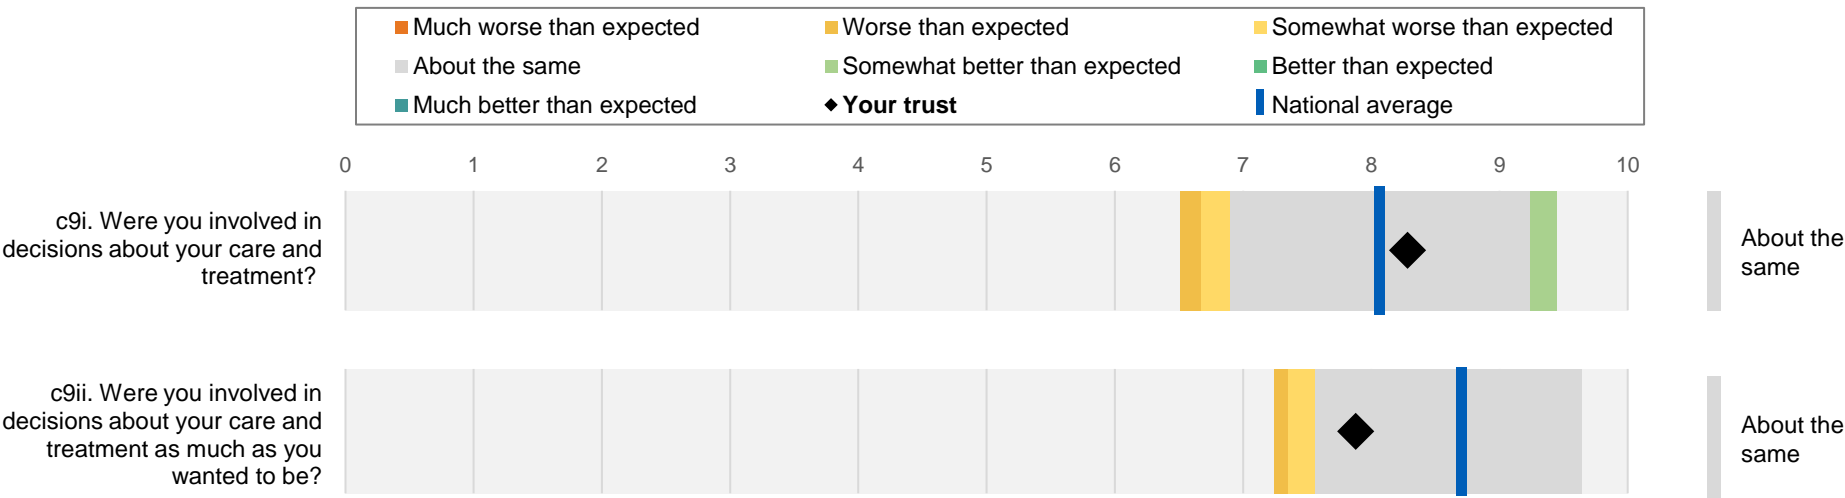 Much worse than expected
Worse than expected
Somewhat worse than expected
About the same
Somewhat better than expected
Better than expected
Much better than expected
Your trust
National average
0 1 2 3 4 5 6 7 8 9 10
c9i. Were you involved in
decisions about your care and
treatment?
About the
same
c9ii. Were you involved in
decisions about your care and
treatment as much as you
wanted to be?
About the
same